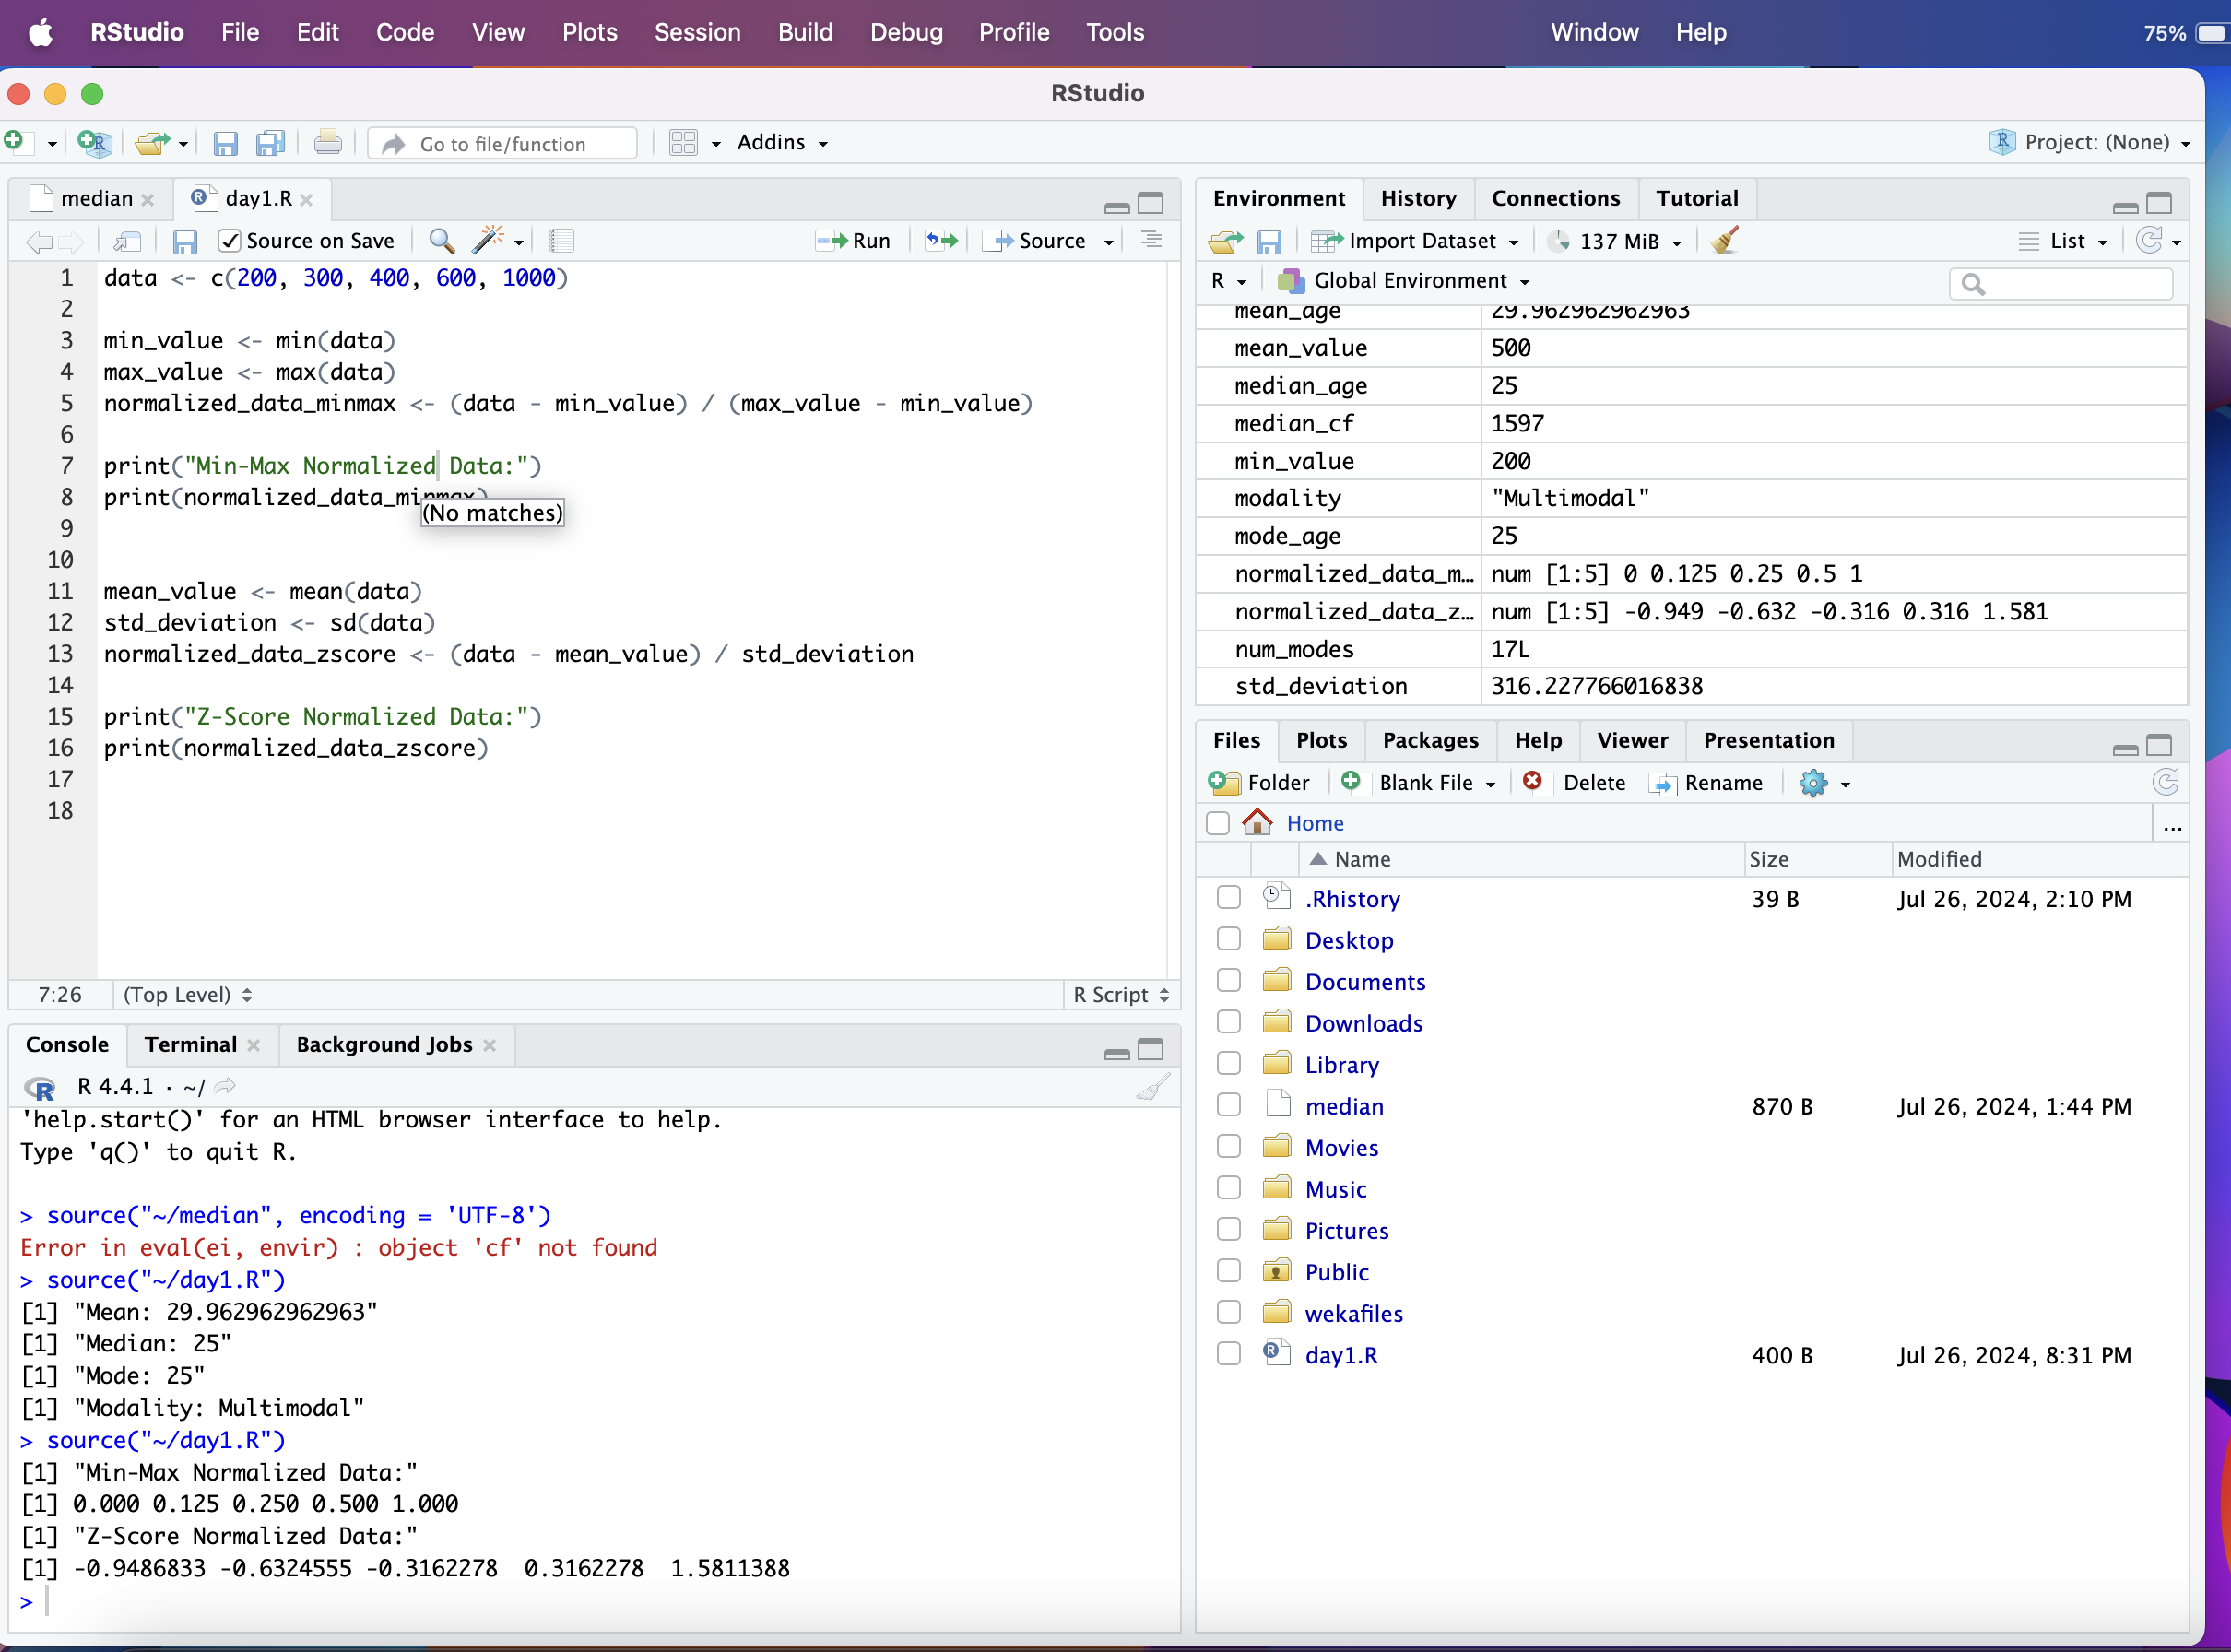 RStudio File Edit Code View Plots Session Build Debug Profile Tools Window Help 75%
RStudio
Go to file/function Addins Project: (None)
median day1.R
Source on Save Run Source
1 data <- c(200, 300, 400, 600, 1000)
2
3 min_value <- min(data)
4 max_value <- max(data)
5 normalized_data_minmax <- (data - min_value) / (max_value - min_value)
6
7 print("Min-Max Normalized Data:")
8 print(normalized_data_minmax)
(No matches)
9
10
11 mean_value <- mean(data)
12 std_deviation <- sd(data)
13 normalized_data_zscore <- (data - mean_value) / std_deviation
14
15 print("Z-Score Normalized Data:")
16 print(normalized_data_zscore)
17
18
7:26 (Top Level) R Script
Console Terminal Background Jobs
R R 4.4.1 · ~/
'help.start()' for an HTML browser interface to help.
Type 'q()' to quit R.
> source("~/median", encoding = 'UTF-8')
Error in eval(ei, envir) : object 'cf' not found
> source("~/day1.R")
[1] "Mean: 29.962962962963"
[1] "Median: 25"
[1] "Mode: 25"
[1] "Modality: Multimodal"
> source("~/day1.R")
[1] "Min-Max Normalized Data:"
[1] 0.000 0.125 0.250 0.500 1.000
[1] "Z-Score Normalized Data:"
[1] -0.9486833 -0.6324555 -0.3162278  0.3162278  1.5811388
>
Environment History Connections Tutorial
Import Dataset 137 MiB List
R Global Environment
mean_age 29.962962962963
mean_value 500
median_age 25
median_cf 1597
min_value 200
modality "Multimodal"
mode_age 25
normalized_data_m… num [1:5] 0 0.125 0.25 0.5 1
normalized_data_z… num [1:5] -0.949 -0.632 -0.316 0.316 1.581
num_modes 17L
std_deviation 316.227766016838
Files Plots Packages Help Viewer Presentation
Folder Blank File Delete Rename
Home ...
Name Size Modified
.Rhistory 39 B Jul 26, 2024, 2:10 PM
Desktop
Documents
Downloads
Library
median 870 B Jul 26, 2024, 1:44 PM
Movies
Music
Pictures
Public
wekafiles
day1.R 400 B Jul 26, 2024, 8:31 PM